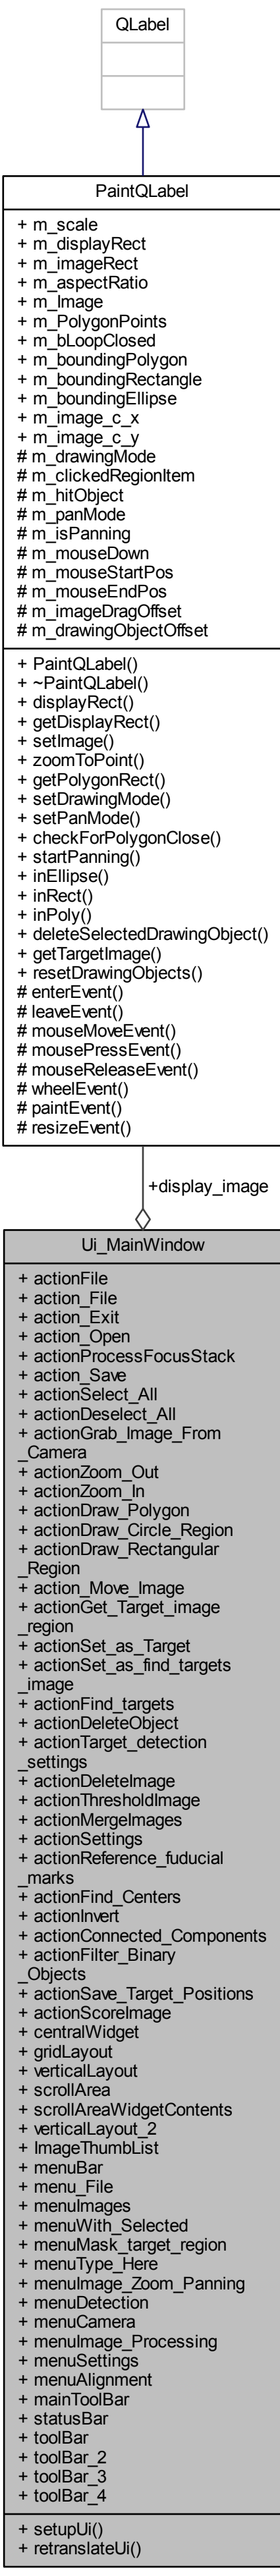 QLabel
PaintQLabel
+ m_scale
+ m_displayRect
+ m_imageRect
+ m_aspectRatio
+ m_Image
+ m_PolygonPoints
+ m_bLoopClosed
+ m_boundingPolygon
+ m_boundingRectangle
+ m_boundingEllipse
+ m_image_c_x
+ m_image_c_y
# m_drawingMode
# m_clickedRegionItem
# m_hitObject
# m_panMode
# m_isPanning
# m_mouseDown
# m_mouseStartPos
# m_mouseEndPos
# m_imageDragOffset
# m_drawingObjectOffset
+ PaintQLabel()
+ ~PaintQLabel()
+ displayRect()
+ getDisplayRect()
+ setImage()
+ zoomToPoint()
+ getPolygonRect()
+ setDrawingMode()
+ setPanMode()
+ checkForPolygonClose()
+ startPanning()
+ inEllipse()
+ inRect()
+ inPoly()
+ deleteSelectedDrawingObject()
+ getTargetImage()
+ resetDrawingObjects()
# enterEvent()
# leaveEvent()
# mouseMoveEvent()
# mousePressEvent()
# mouseReleaseEvent()
# wheelEvent()
# paintEvent()
# resizeEvent()
+display_image
Ui_MainWindow
+ actionFile
+ action_File
+ action_Exit
+ action_Open
+ actionProcessFocusStack
+ action_Save
+ actionSelect_All
+ actionDeselect_All
+ actionGrab_Image_From
_Camera
+ actionZoom_Out
+ actionZoom_In
+ actionDraw_Polygon
+ actionDraw_Circle_Region
+ actionDraw_Rectangular
_Region
+ action_Move_Image
+ actionGet_Target_image
_region
+ actionSet_as_Target
+ actionSet_as_find_targets
_image
+ actionFind_targets
+ actionDeleteObject
+ actionTarget_detection
_settings
+ actionDeleteImage
+ actionThresholdImage
+ actionMergeImages
+ actionSettings
+ actionReference_fuducial
_marks
+ actionFind_Centers
+ actionInvert
+ actionConnected_Components
+ actionFilter_Binary
_Objects
+ actionSave_Target_Positions
+ actionScoreImage
+ centralWidget
+ gridLayout
+ verticalLayout
+ scrollArea
+ scrollAreaWidgetContents
+ verticalLayout_2
+ ImageThumbList
+ menuBar
+ menu_File
+ menuImages
+ menuWith_Selected
+ menuMask_target_region
+ menuType_Here
+ menuImage_Zoom_Panning
+ menuDetection
+ menuCamera
+ menuImage_Processing
+ menuSettings
+ menuAlignment
+ mainToolBar
+ statusBar
+ toolBar
+ toolBar_2
+ toolBar_3
+ toolBar_4
+ setupUi()
+ retranslateUi()